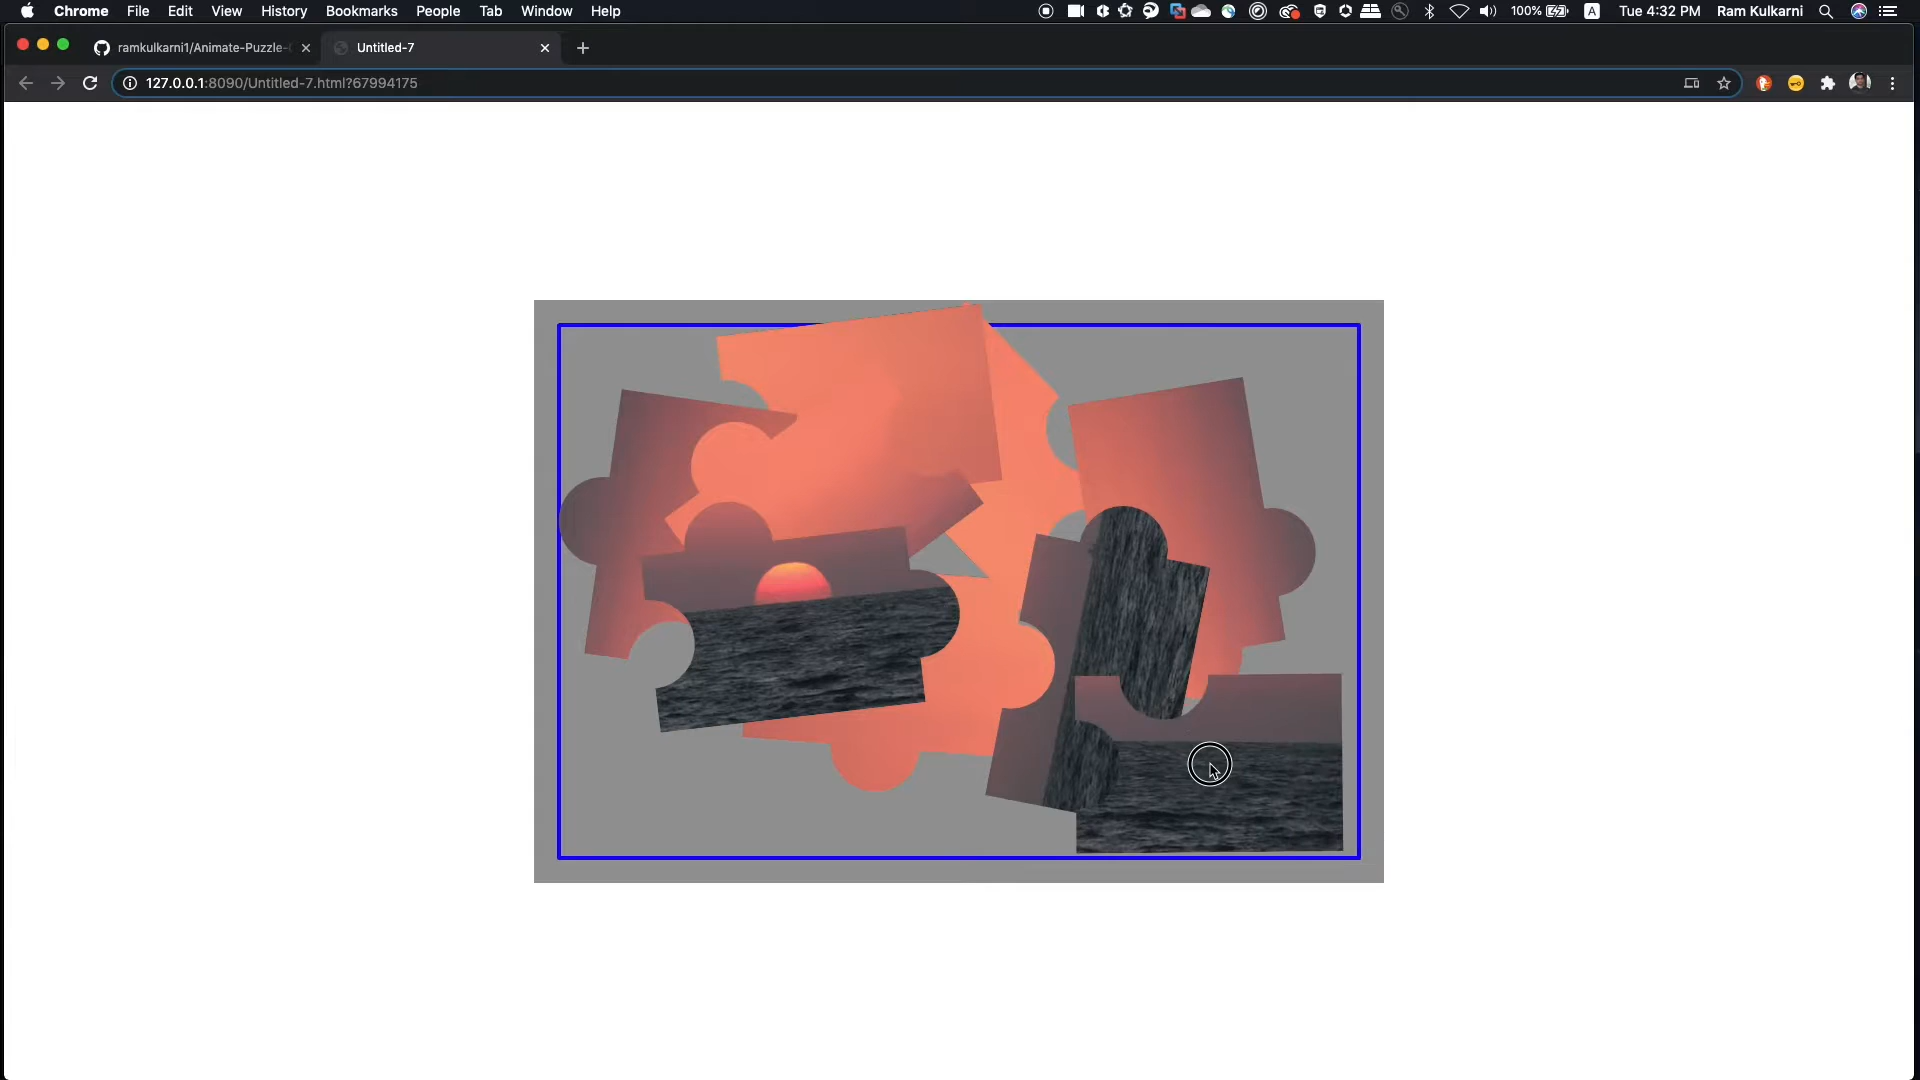 Chrome File Edit View History Bookmarks People Tab Window Help 100% A Tue 4:32 PM Ram Kulkarni
ramkulkarni1/Animate-Puzzle- Untitled-7
127.0.0.1:8090/Untitled-7.html?67994175